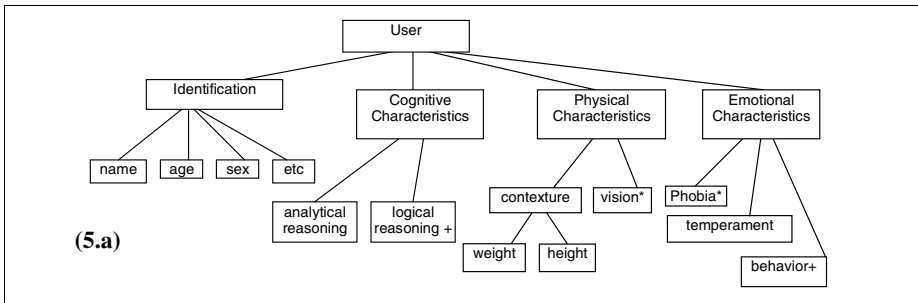 User
Identification
Cognitive
Characteristics
Physical
Characteristics
Emotional
Characteristics
name
age
sex
etc
analytical
reasoning
logical
reasoning +
contexture
vision*
weight
height
Phobia*
temperament
behavior+
(5.a)